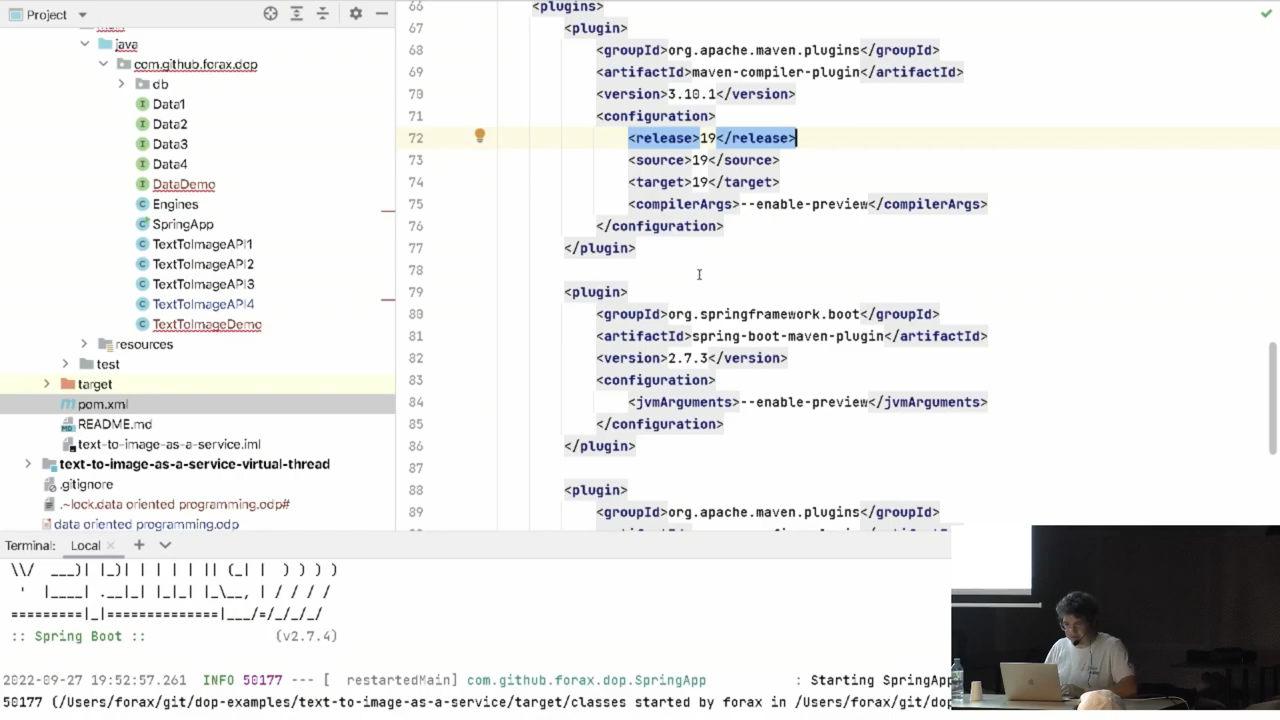 Project
main
java
com.github.forax.dop
db
Data1
Data2
Data3
Data4
DataDemo
Engines
SpringApp
TextToImageAPI1
TextToImageAPI2
TextToImageAPI3
TextToImageAPI4
TextToImageDemo
resources
test
target
pom.xml
README.md
text-to-image-as-a-service.iml
text-to-image-as-a-service-virtual-thread
.gitignore
.~lock.data oriented programming.odp#
data oriented programming.odp
66 <plugins>
67 <plugin>
68 <groupId>org.apache.maven.plugins</groupId>
69 <artifactId>maven-compiler-plugin</artifactId>
70 <version>3.10.1</version>
71 <configuration>
72 <release>19</release>
73 <source>19</source>
74 <target>19</target>
75 <compilerArgs>--enable-preview</compilerArgs>
76 </configuration>
77 </plugin>
78
79 <plugin>
80 <groupId>org.springframework.boot</groupId>
81 <artifactId>spring-boot-maven-plugin</artifactId>
82 <version>2.7.3</version>
83 <configuration>
84 <jvmArguments>--enable-preview</jvmArguments>
85 </configuration>
86 </plugin>
87
88 <plugin>
89 <groupId>org.apache.maven.plugins</groupId>
Terminal: Local
:: Spring Boot :: (v2.7.4)
2022-09-27 19:52:57.261 INFO 50177 --- [ restartedMain] com.github.forax.dop.SpringApp : Starting SpringApp
50177 (/Users/forax/git/dop-examples/text-to-image-as-a-service/target/classes started by forax in /Users/forax/git/dop